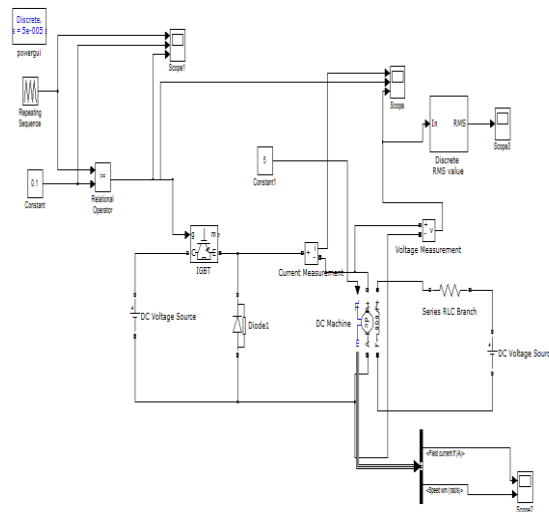 Discrete,
s = 5e-005 s
powergui
Scope1
Repeating
Sequence
0.1
Constant
>=
Relational
Operator
5
Constant1
Scope
In
RMS
Discrete
RMS value
Scope3
g
m
C
E
IGBT
+
i
-
Current Measurement
+
-
v
Voltage Measurement
+
DC Voltage Source
Diode1
DC Machine
Series RLC Branch
+
DC Voltage Sourc
<Field current If (A)>
<Speed wm (rad/s)>
Scope2